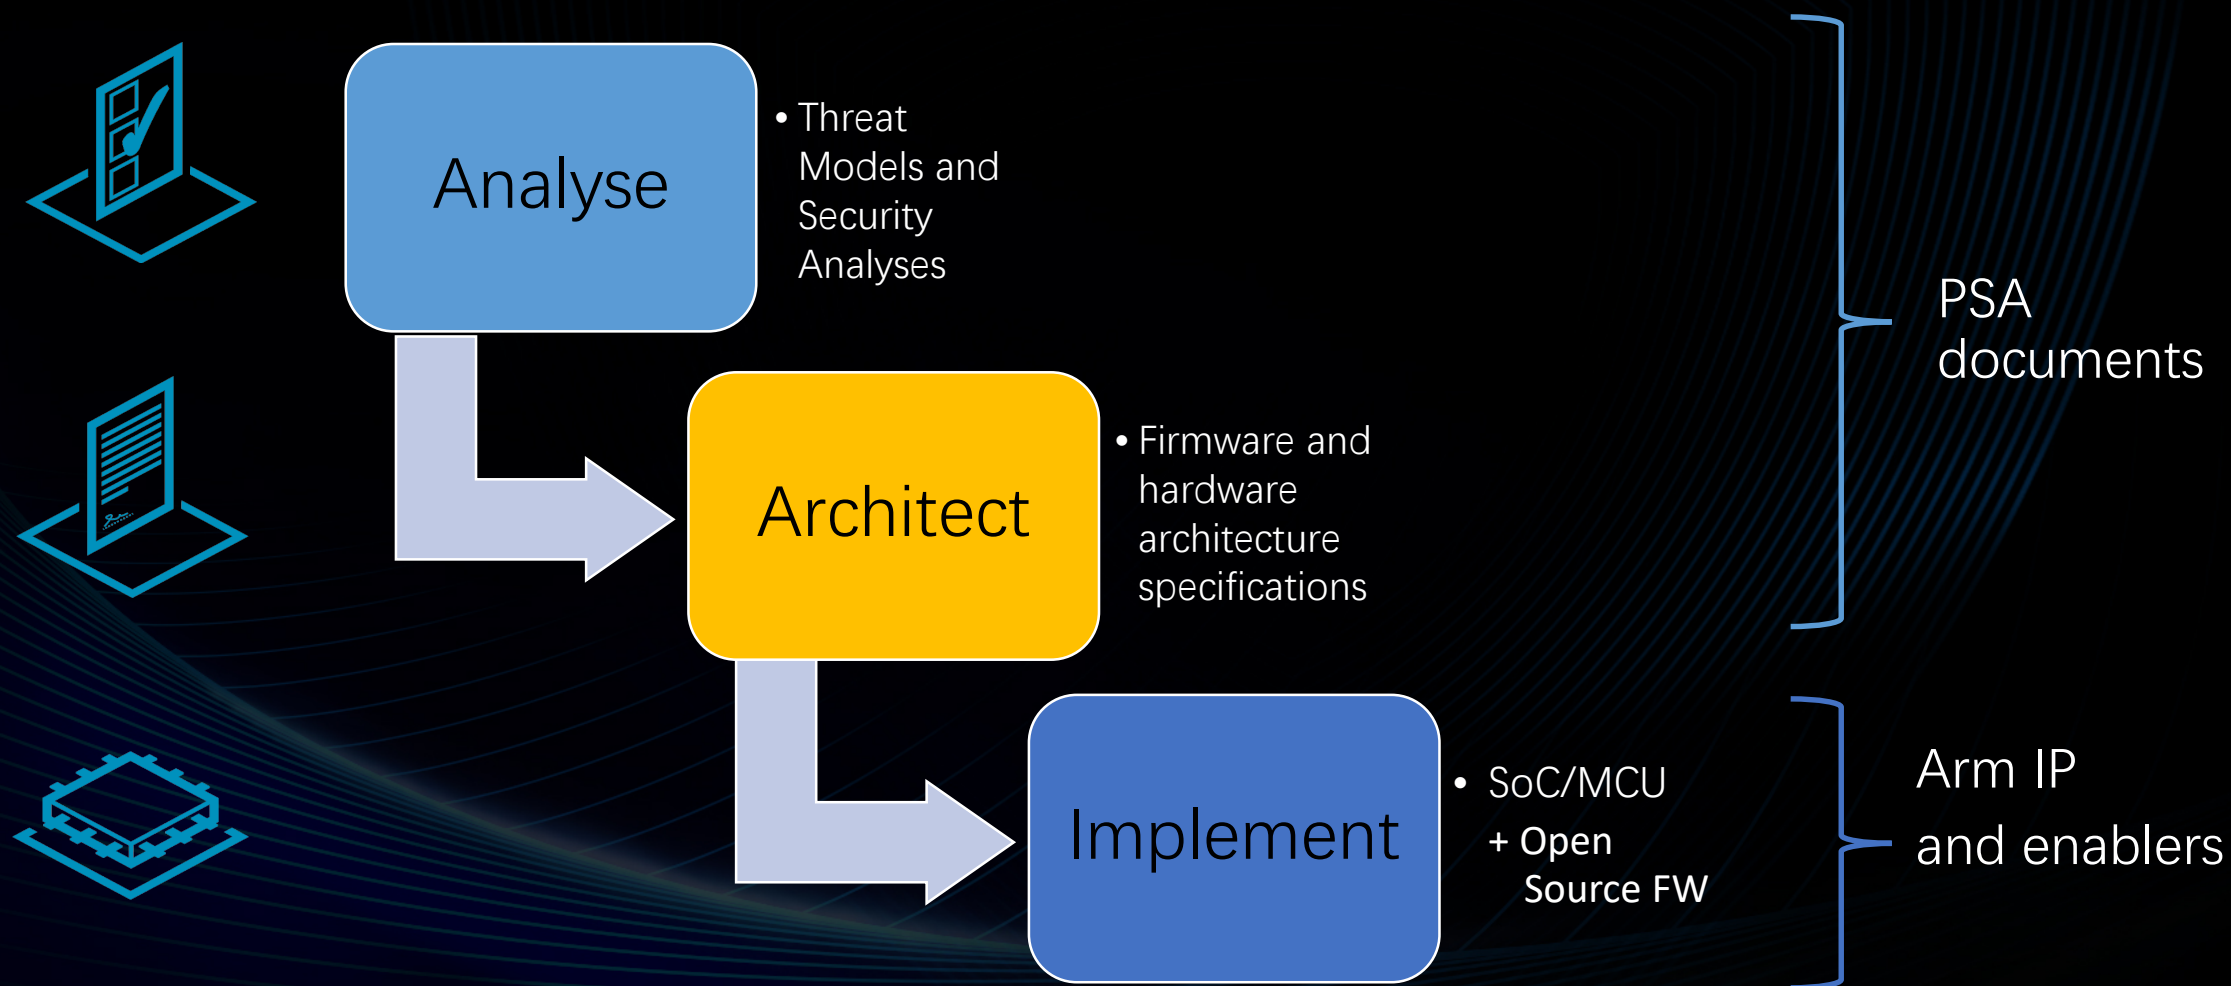 Analyse
• Threat
Models and
Security
Analyses
PSA
documents
Architect
• Firmware and
hardware
architecture
specifications
Implement
• SoC/MCU
+ Open
Source FW
Arm IP
and enablers